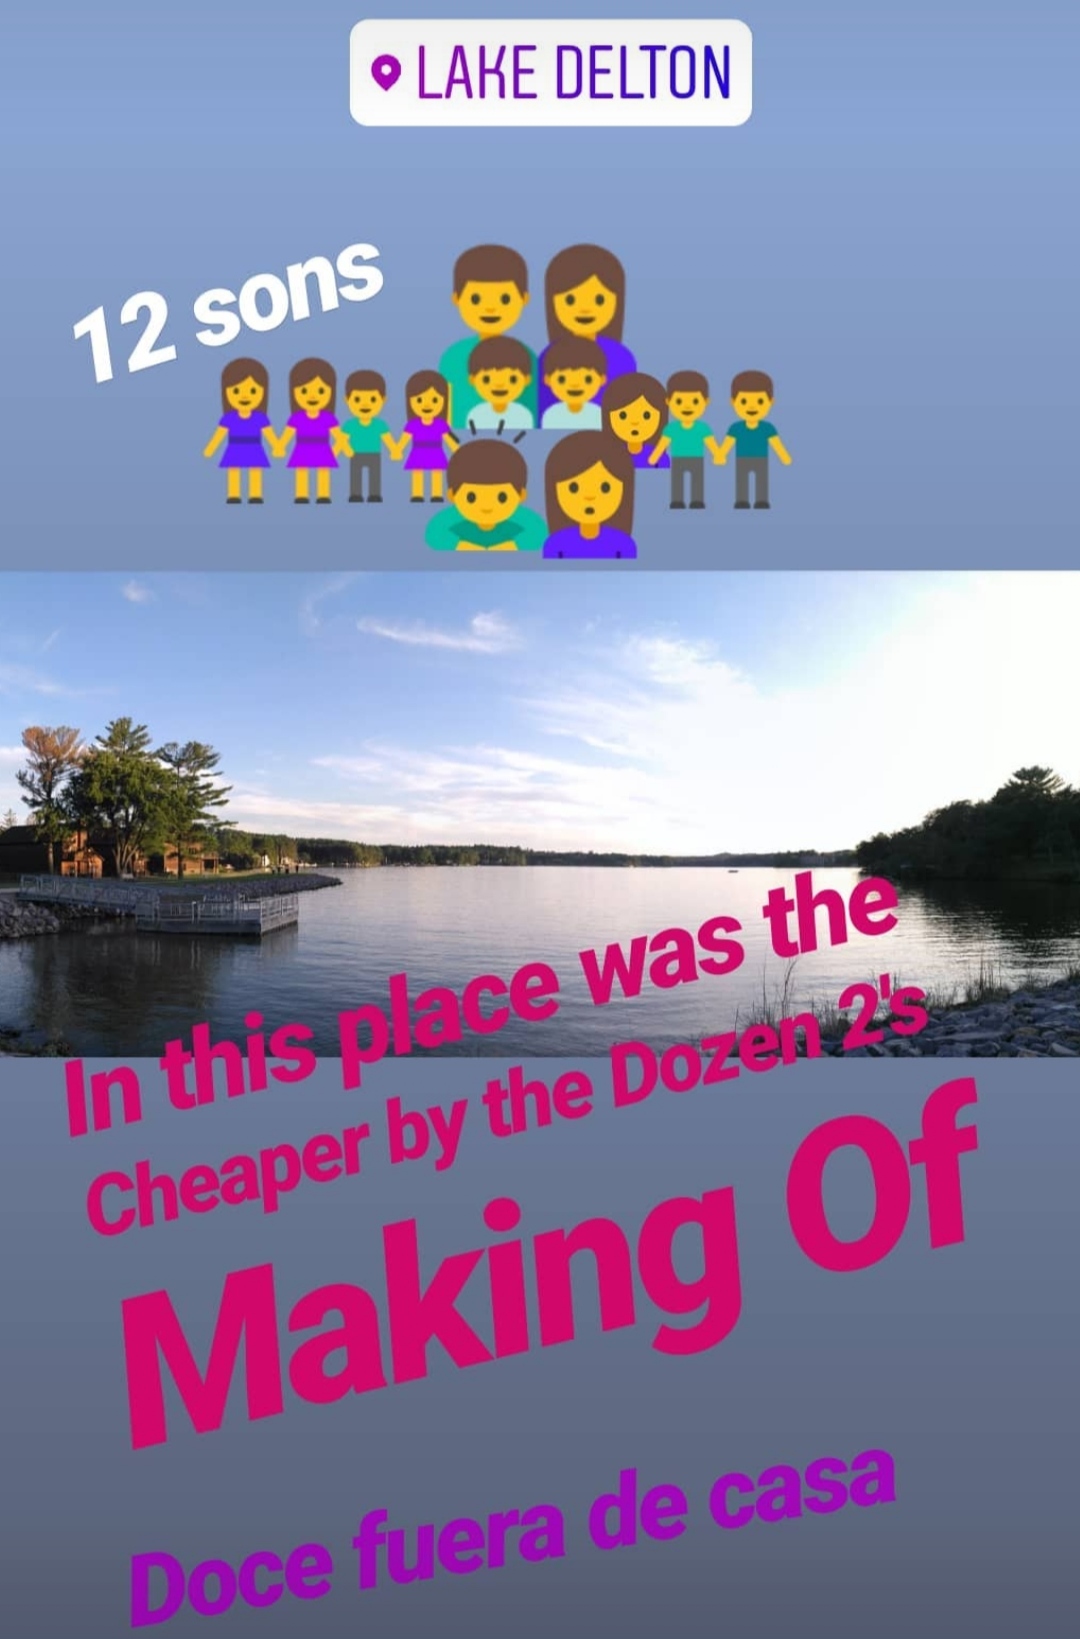 LAKE DELTON
12 sons
In this place was the
Cheaper by the Dozen 2's
Making Of
Doce fuera de casa